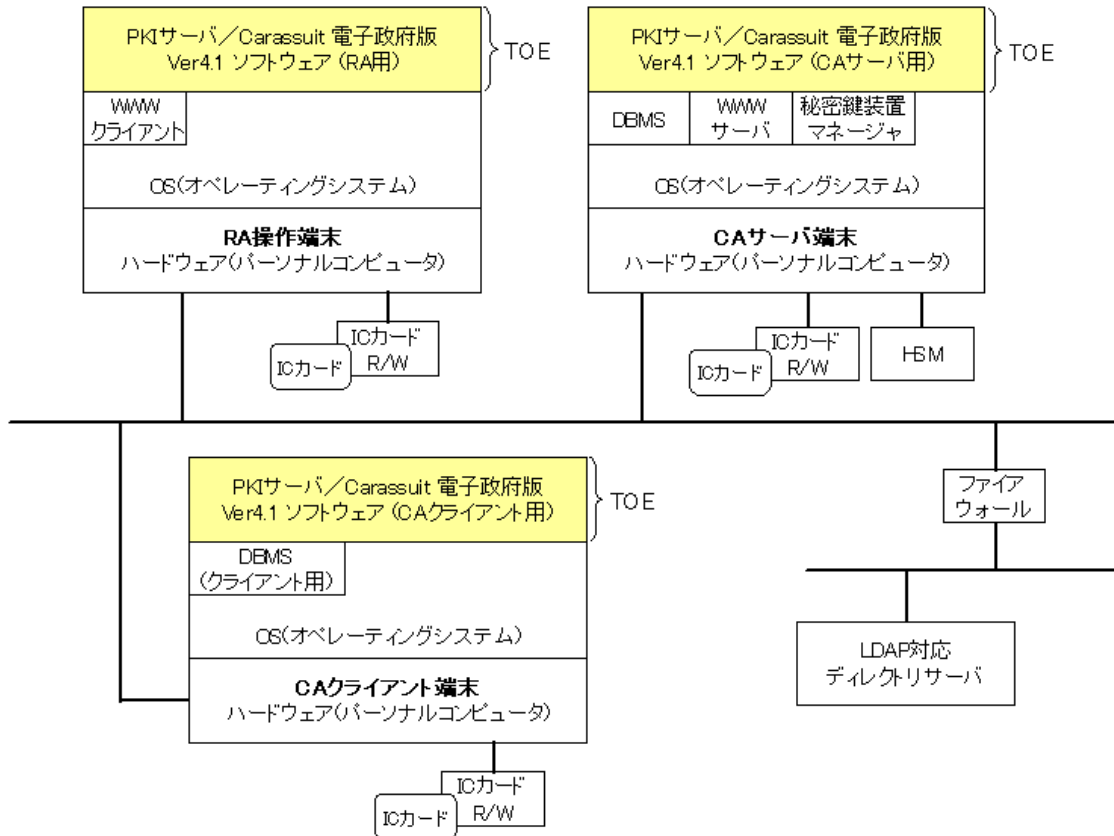 PKIサーバ／Carassuit 電子政府版
Ver4.1 ソフトウェア (RA用)
TOE
WWW
クライアント
OS(オペレーティングシステム)
RA操作端末
ハードウェア(パーソナルコンピュータ)
ICカード
R/W
ICカード
PKIサーバ／Carassuit 電子政府版
Ver4.1 ソフトウェア (CAサーバ用)
TOE
DBMS
WWW
サーバ
秘密鍵装置
マネージャ
OS(オペレーティングシステム)
CAサーバ端末
ハードウェア(パーソナルコンピュータ)
ICカード
R/W
ICカード
HSM
PKIサーバ／Carassuit 電子政府版
Ver4.1 ソフトウェア (CAクライアント用)
TOE
DBMS
(クライアント用)
OS(オペレーティングシステム)
CAクライアント端末
ハードウェア(パーソナルコンピュータ)
ICカード
R/W
ICカード
ファイア
ウォール
LDAP対応
ディレクトリサーバ